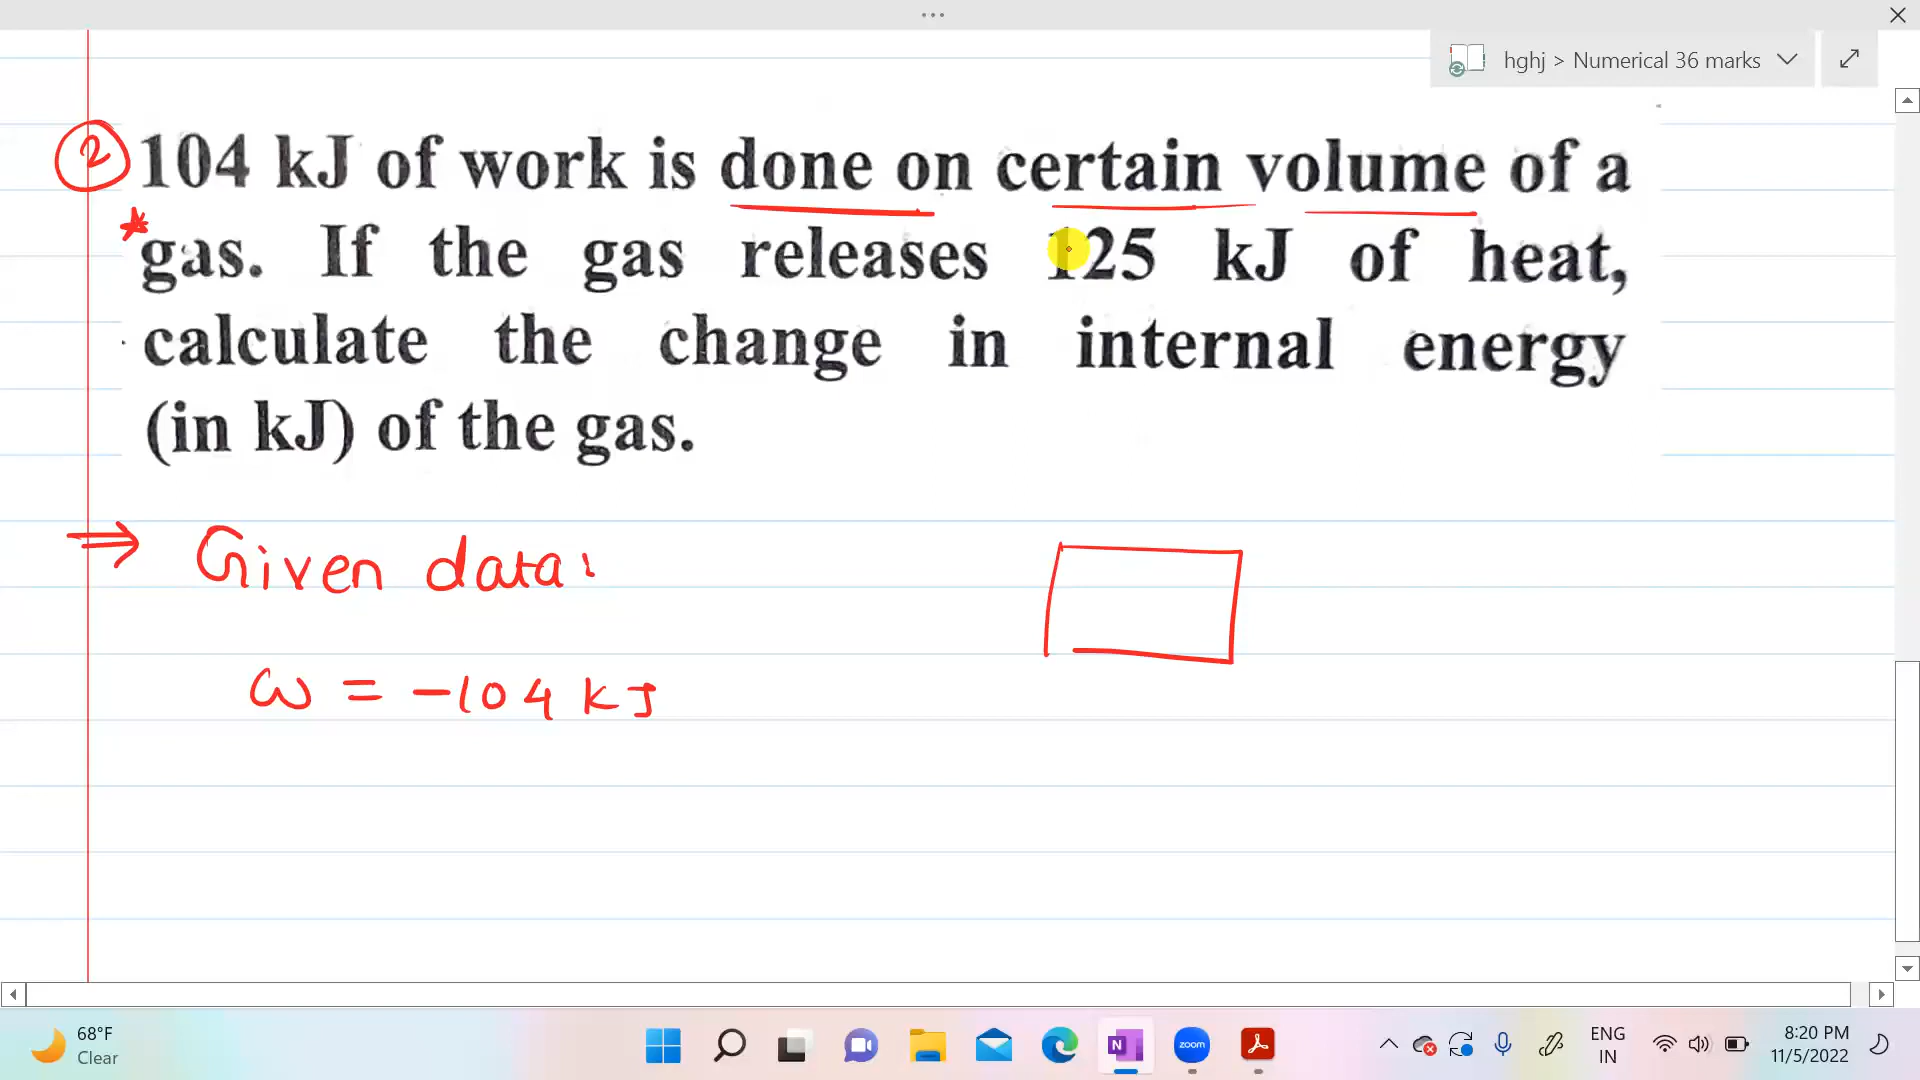 hghj > Numerical 36 marks
2 104 kJ of work is done on certain volume of a
gas. If the gas releases 125 kJ of heat,
calculate the change in internal energy
(in kJ) of the gas.
⇒ Given data:
W = -104 kJ
68°F
Clear
zoom
ENG
IN
8:20 PM
11/5/2022